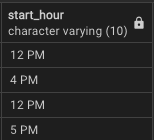 start_hour
character varying (10)
12 PM
4 PM
12 PM
5 PM